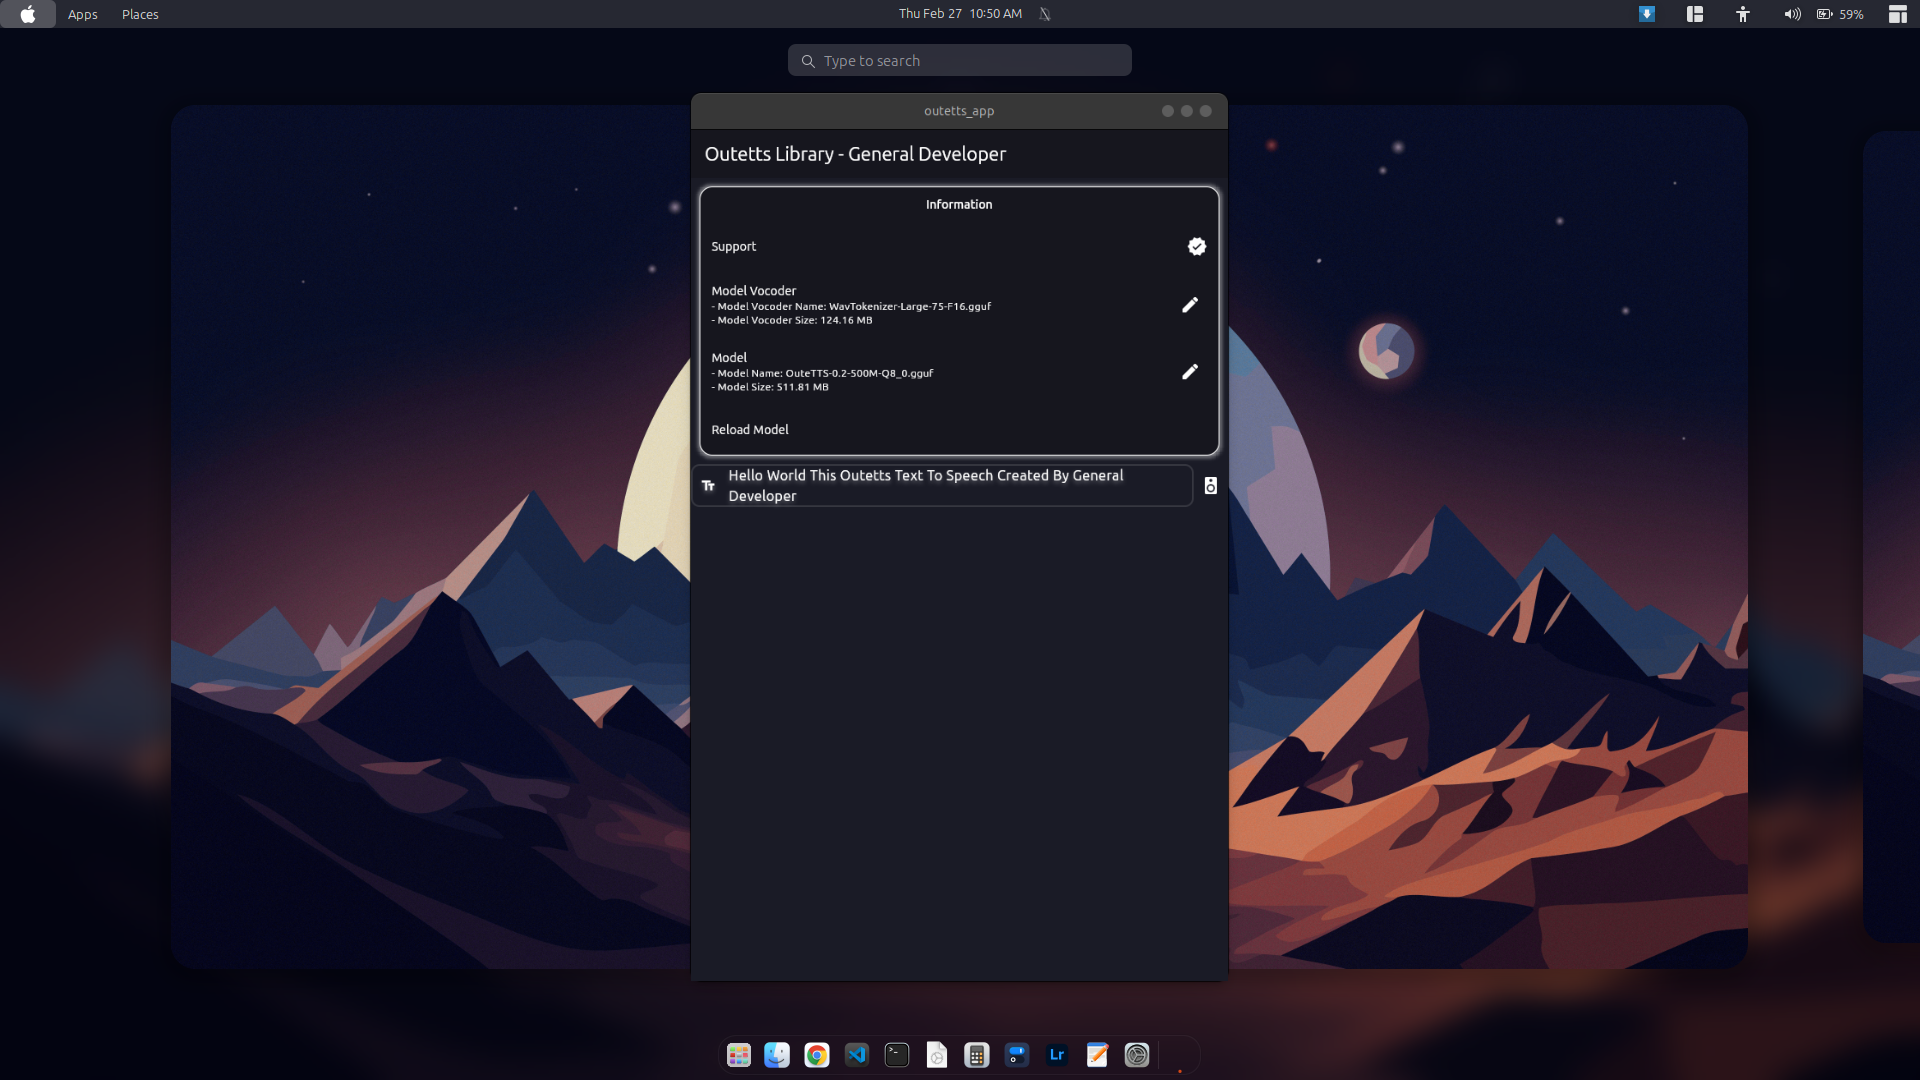 Apps Places Thu Feb 27 10:50 AM 59%
Type to search
outetts_app
Outetts Library - General Developer
Information
Support
Model Vocoder
- Model Vocoder Name: WavTokenizer-Large-75-F16.gguf
- Model Vocoder Size: 124.16 MB
Model
- Model Name: OuteTTS-0.2-500M-Q8_0.gguf
- Model Size: 511.81 MB
Reload Model
Hello World This Outetts Text To Speech Created By General
Developer
Lr